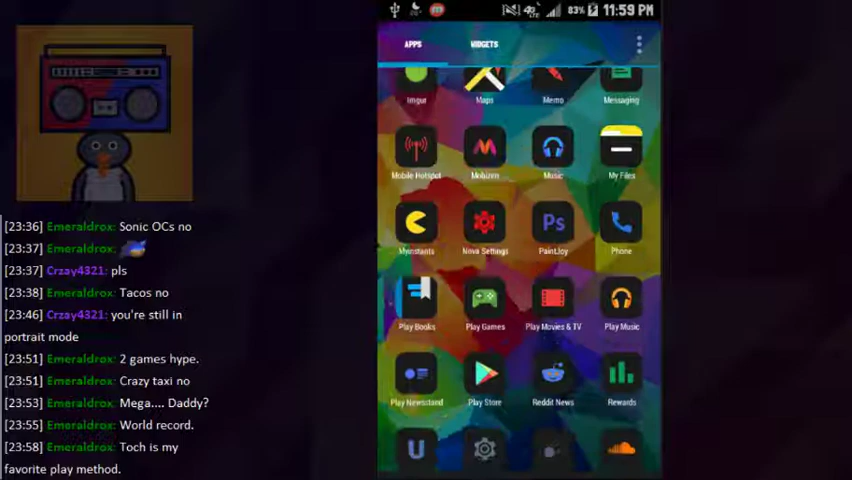 83% 11:59 PM
4G LTE
APPS WIDGETS
Imgur Maps Memo Messaging
Mobile Hotspot Mobizen Music My Files
Ps
Myinstants Nova Settings PaintJoy Phone
Play Books Play Games Play Movies & TV Play Music
Play Newsstand Play Store Reddit News Rewards
U
[23:36] Emeraldrox: Sonic OCs no
[23:37] Emeraldrox:
[23:37] Crzay4321: pls
[23:38] Emeraldrox: Tacos no
[23:46] Crzay4321: you're still in
portrait mode
[23:51] Emeraldrox: 2 games hype.
[23:51] Emeraldrox: Crazy taxi no
[23:53] Emeraldrox: Mega.... Daddy?
[23:55] Emeraldrox: World record.
[23:58] Emeraldrox: Toch is my
favorite play method.